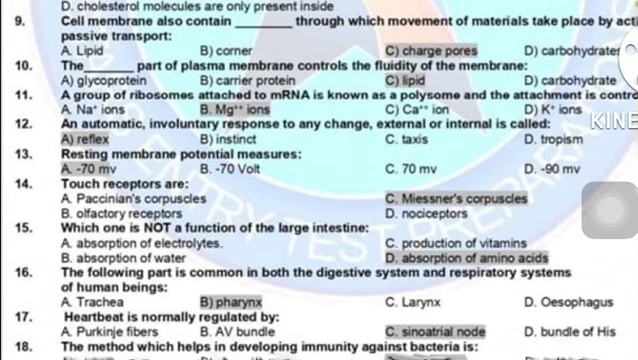 D. cholesterol molecules are only present inside
9. Cell membrane also contain ________ through which movement of materials take place by acti
passive transport:
A. Lipid B) corner C) charge pores D) carbohydrates
10. The______ part of plasma membrane controls the fluidity of the membrane:
A) glycoprotein B) carrier protein C) lipid D) carbohydrate
11. A group of ribosomes attached to mRNA is known as a polysome and the attachment is contro
A. Na⁺ ions B. Mg⁺⁺ ions C) Ca⁺⁺ ion D) K⁺ ions
KINE
12. An automatic, involuntary response to any change, external or internal is called:
A) reflex B) instinct C. taxis D. tropism
13. Resting membrane potential measures:
A. -70 mv B. -70 Volt C. 70 mv D. -90 mv
14. Touch receptors are:
A. Paccinian's corpuscles C. Miessner's corpuscles
B. olfactory receptors D. nociceptors
15. Which one is NOT a function of the large intestine:
A. absorption of electrolytes. C. production of vitamins
B. absorption of water D. absorption of amino acids
16. The following part is common in both the digestive system and respiratory systems
of human beings:
A. Trachea B) pharynx C. Larynx D. Oesophagus
17. Heartbeat is normally regulated by:
A. Purkinje fibers B. AV bundle C. sinoatrial node D. bundle of His
18. The method which helps in developing immunity against bacteria is:
ENTRY TEST PREPARATION